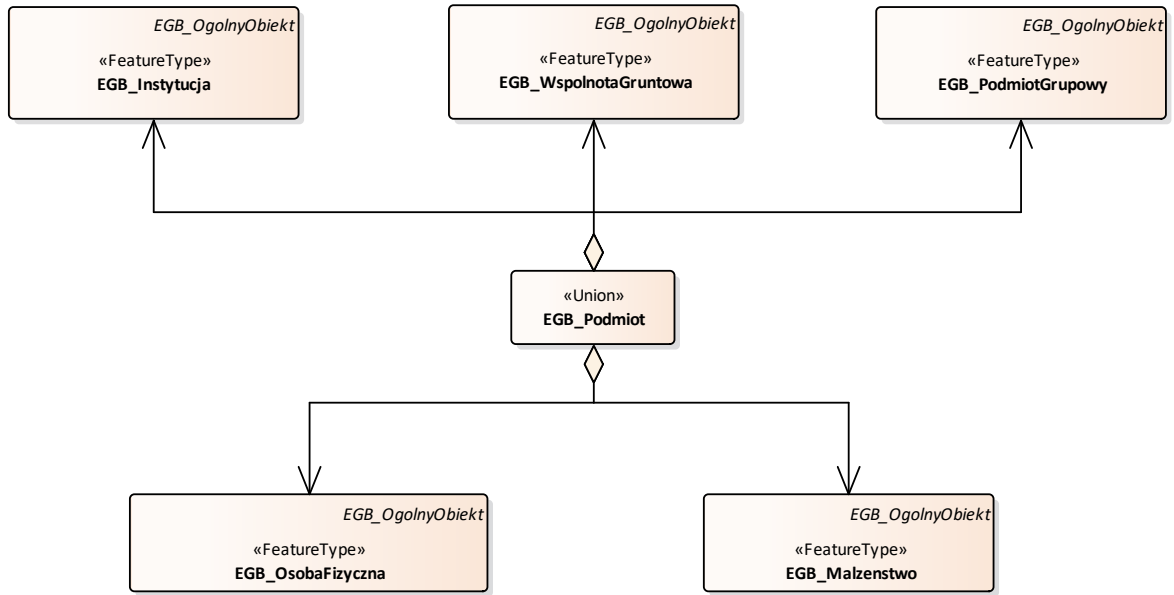 EGB_OgolnyObiekt
«FeatureType»
EGB_Instytucja
EGB_OgolnyObiekt
«FeatureType»
EGB_WspolnotaGruntowa
EGB_OgolnyObiekt
«FeatureType»
EGB_PodmiotGrupowy
«Union»
EGB_Podmiot
EGB_OgolnyObiekt
«FeatureType»
EGB_OsobaFizyczna
EGB_OgolnyObiekt
«FeatureType»
EGB_Malzenstwo